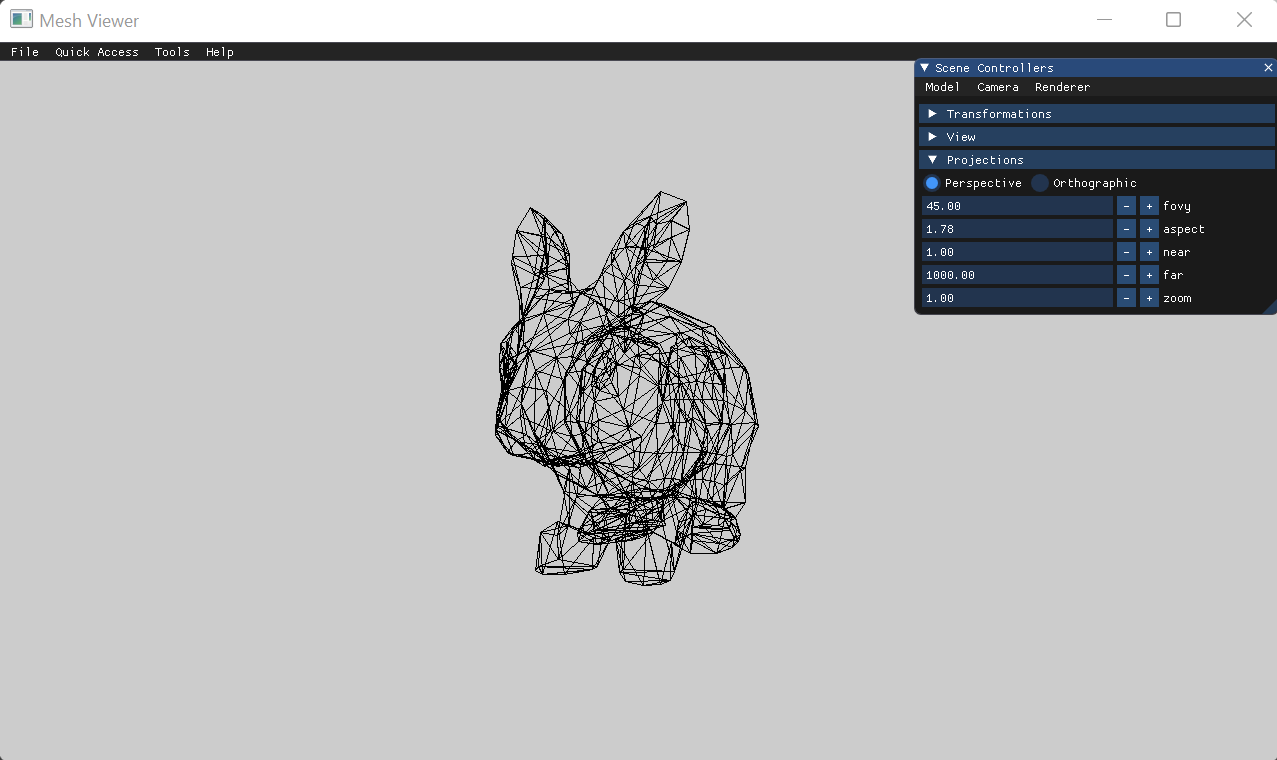 Mesh Viewer
File Quick Access Tools Help
Scene Controllers
Model Camera Renderer
Transformations
View
Projections
Perspective Orthographic
45.00 - + fovy
1.78 - + aspect
1.00 - + near
1000.00 - + far
1.00 - + zoom